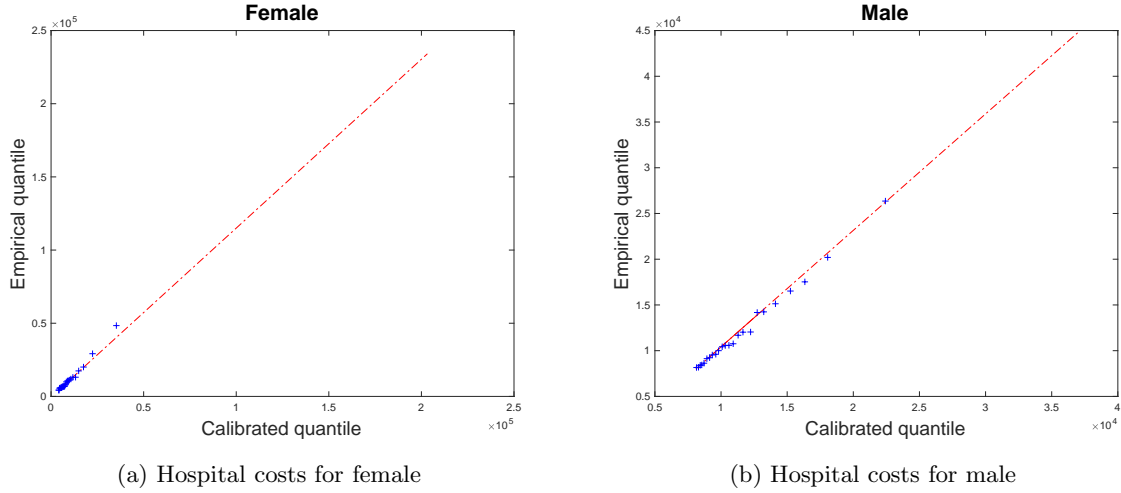 Female
×10^5
2.5
2
1.5
1
0.5
0
Empirical quantile
0 0.5 1 1.5 2 2.5
Calibrated quantile
×10^5
(a) Hospital costs for female
Male
×10^4
4.5
4
3.5
3
2.5
2
1.5
1
0.5
Empirical quantile
0.5 1 1.5 2 2.5 3 3.5 4
Calibrated quantile
×10^4
(b) Hospital costs for male